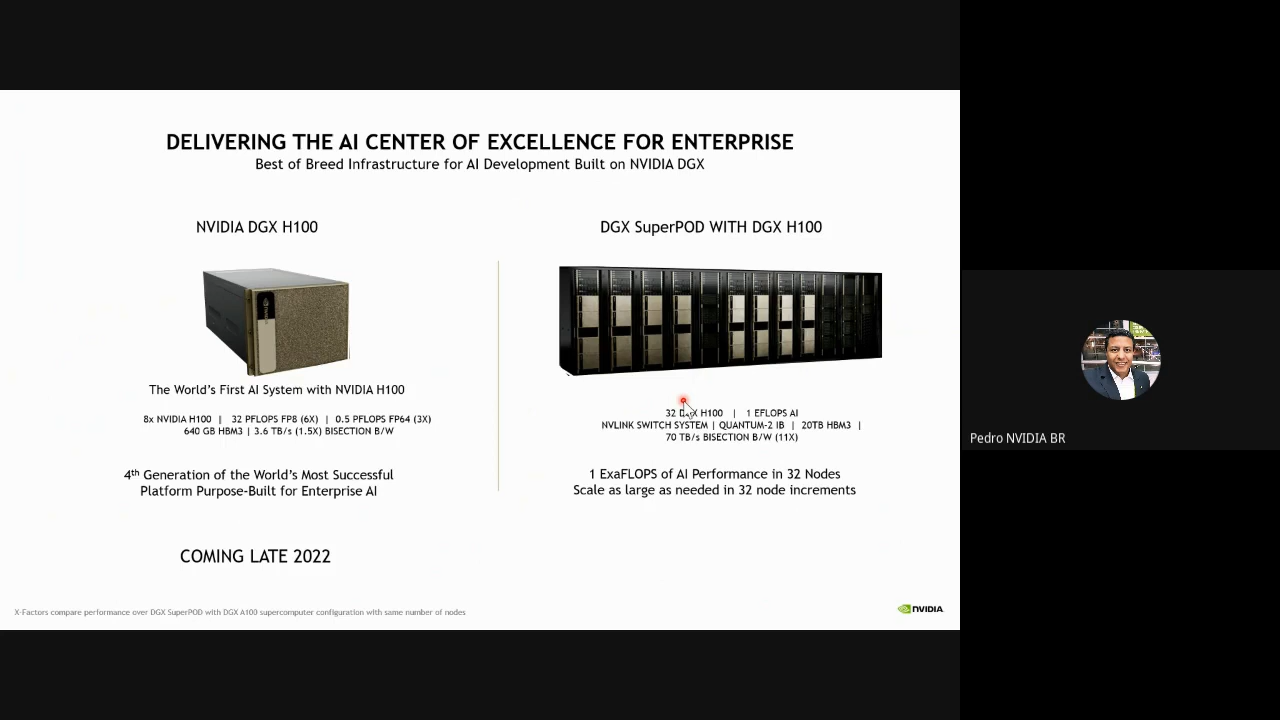 DELIVERING THE AI CENTER OF EXCELLENCE FOR ENTERPRISE
Best of Breed Infrastructure for AI Development Built on NVIDIA DGX
NVIDIA DGX H100
The World's First AI System with NVIDIA H100
8x NVIDIA H100 | 32 PFLOPS FP8 (6X) | 0.5 PFLOPS FP64 (3X)
640 GB HBM3 | 3.6 TB/s (1.5X) BISECTION B/W
4th Generation of the World's Most Successful
Platform Purpose-Built for Enterprise AI
COMING LATE 2022
DGX SuperPOD WITH DGX H100
32 DGX H100 | 1 EFLOPS AI
NVLINK SWITCH SYSTEM | QUANTUM-2 IB | 20TB HBM3 |
70 TB/s BISECTION B/W (11X)
1 ExaFLOPS of AI Performance in 32 Nodes
Scale as large as needed in 32 node increments
X-Factors compare performance over DGX SuperPOD with DGX A100 supercomputer configuration with same number of nodes
NVIDIA
Pedro NVIDIA BR